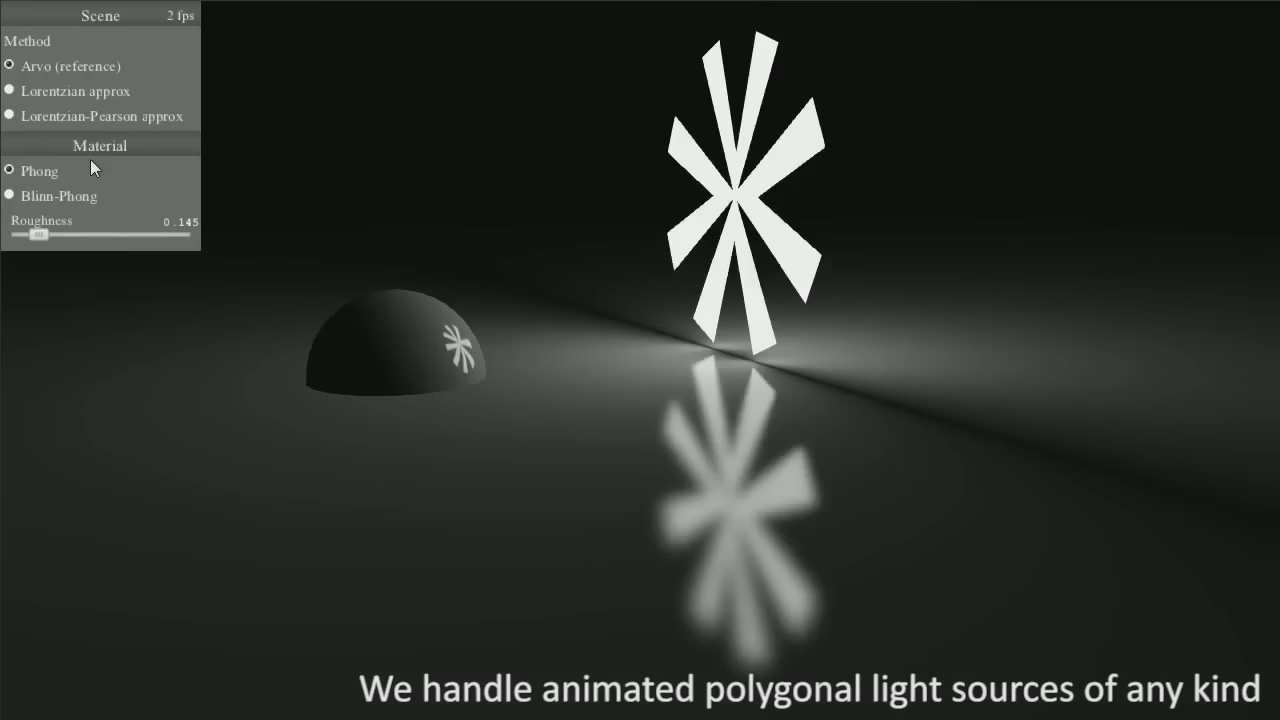 Scene 2 fps
Method
Arvo (reference)
Lorentzian approx
Lorentzian-Pearson approx
Material
Phong
Blinn-Phong
Roughness 0.145
We handle animated polygonal light sources of any kind